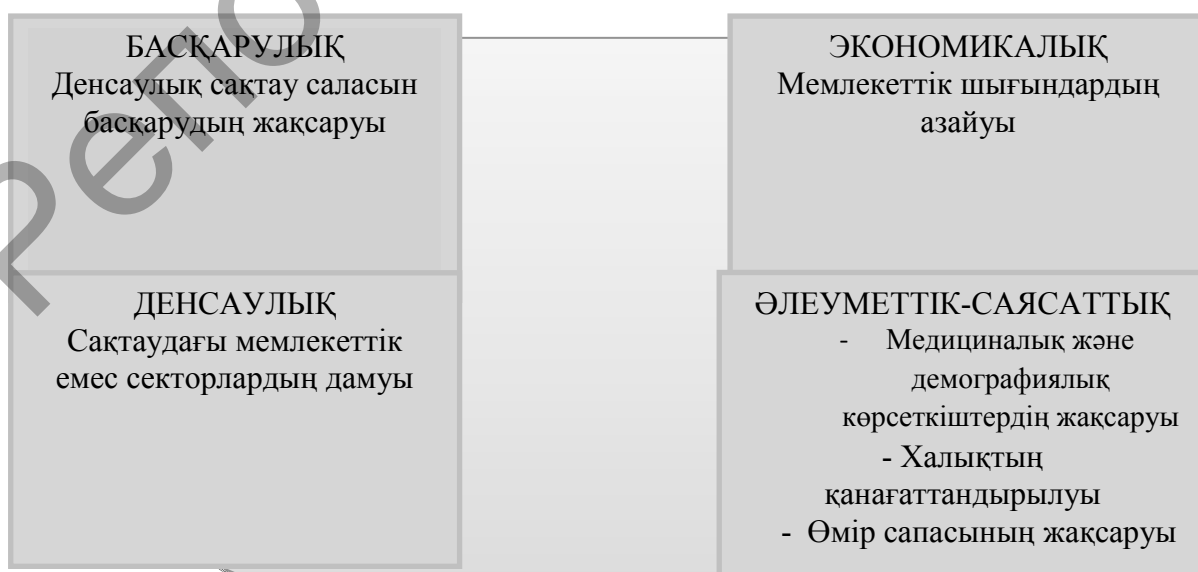 БАСҚАРУЛЫҚ
Денсаулық сақтау саласын
басқарудың жақсаруы
ЭКОНОМИКАЛЫҚ
Мемлекеттік шығындардың
азайуы
ДЕНСАУЛЫҚ
Сақтаудағы мемлекеттік
емес секторлардың дамуы
ӘЛЕУМЕТТІК-САЯСАТТЫҚ
- Медициналық және
демографиялық
көрсеткіштердің жақсаруы
- Халықтың
қанағаттандырылуы
- Өмір сапасының жақсаруы